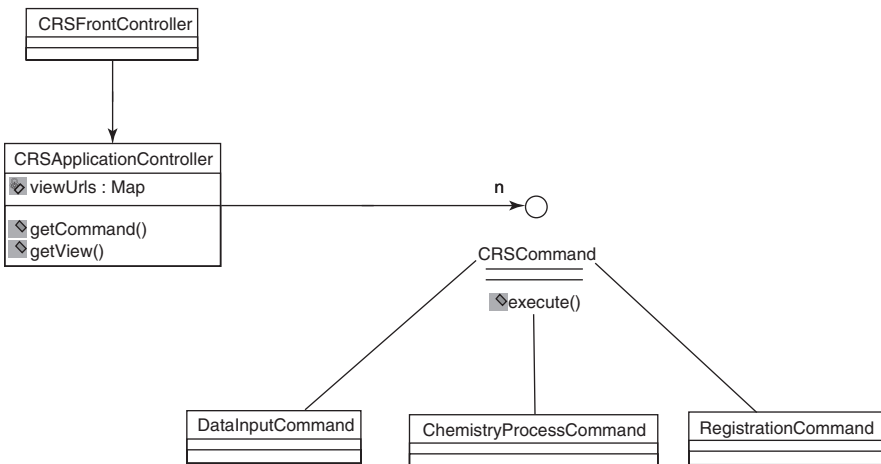 CRSFrontController
CRSApplicationController
viewUrls : Map
getCommand()
getView()
n
CRSCommand
execute()
DataInputCommand
ChemistryProcessCommand
RegistrationCommand